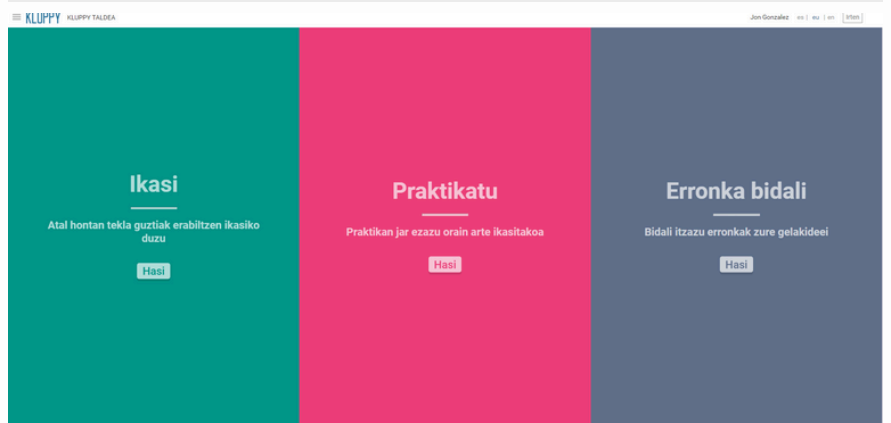 KLUPPY KLUPPY TALDEA Jon Gonzalez es | eu | en Irten
Ikasi
Atal hontan tekla guztiak erabiltzen ikasiko
duzu
Hasi
Praktikatu
Praktikan jar ezazu orain arte ikasitakoa
Hasi
Erronka bidali
Bidali itzazu erronkak zure gelakideei
Hasi